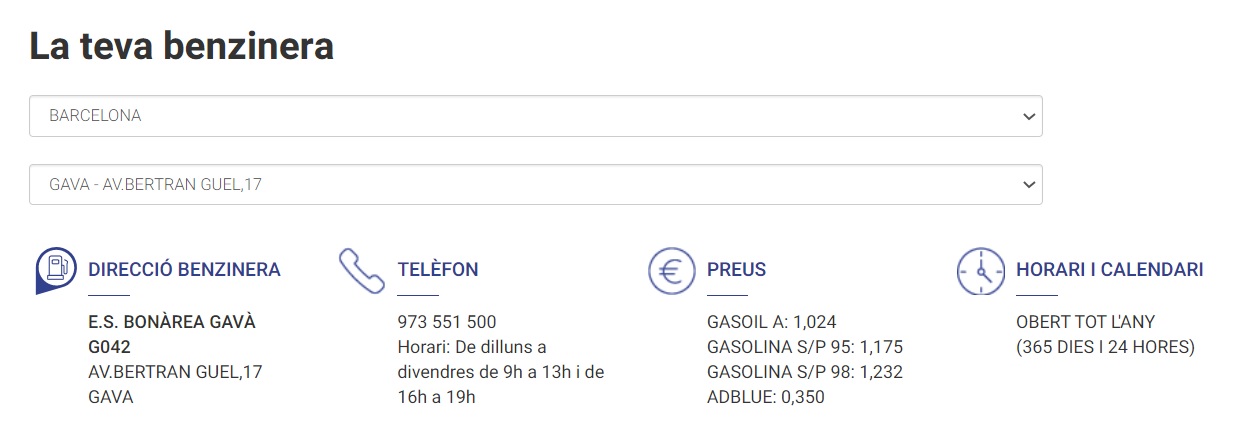 La teva benzinera
BARCELONA
GAVA - AV.BERTRAN GUEL,17
DIRECCIÓ BENZINERA
E.S. BONÀREA GAVÀ
G042
AV.BERTRAN GUEL,17
GAVA
TELÈFON
973 551 500
Horari: De dilluns a
divendres de 9h a 13h i de
16h a 19h
PREUS
GASOIL A: 1,024
GASOLINA S/P 95: 1,175
GASOLINA S/P 98: 1,232
ADBLUE: 0,350
HORARI I CALENDARI
OBERT TOT L'ANY
(365 DIES I 24 HORES)